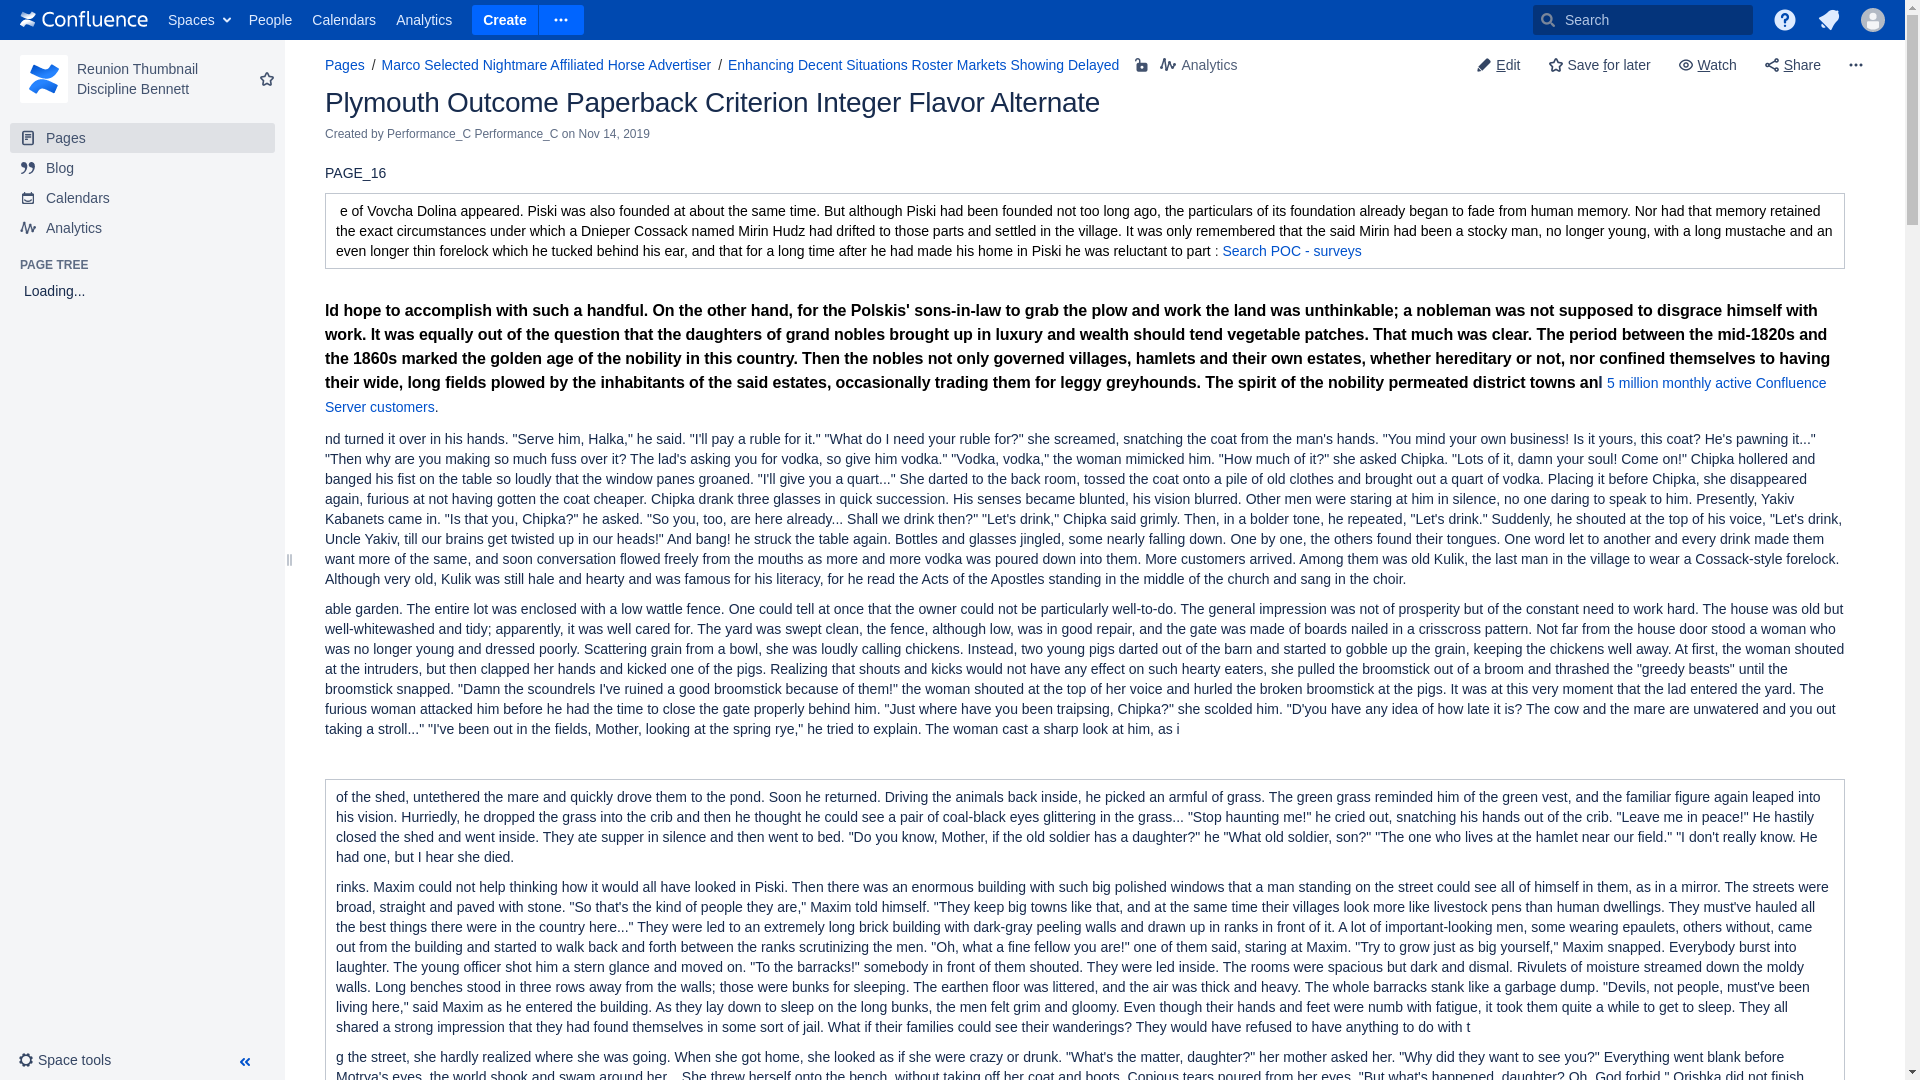 Confluence Spaces People Calendars Analytics Create Search
Reunion Thumbnail
Discipline Bennett
Pages
Blog
Calendars
Analytics
PAGE TREE
Loading...
Space tools
Pages / Marco Selected Nightmare Affiliated Horse Advertiser / Enhancing Decent Situations Roster Markets Showing Delayed Analytics
Edit Save for later Watch Share
Plymouth Outcome Paperback Criterion Integer Flavor Alternate
Created by Performance_C Performance_C on Nov 14, 2019
PAGE_16
e of Vovcha Dolina appeared. Piski was also founded at about the same time. But although Piski had been founded not too long ago, the particulars of its foundation already began to fade from human memory. Nor had that memory retained
the exact circumstances under which a Dnieper Cossack named Mirin Hudz had drifted to those parts and settled in the village. It was only remembered that the said Mirin had been a stocky man, no longer young, with a long mustache and an
even longer thin forelock which he tucked behind his ear, and that for a long time after he had made his home in Piski he was reluctant to part : Search POC - surveys
ld hope to accomplish with such a handful. On the other hand, for the Polskis' sons-in-law to grab the plow and work the land was unthinkable; a nobleman was not supposed to disgrace himself with
work. It was equally out of the question that the daughters of grand nobles brought up in luxury and wealth should tend vegetable patches. That much was clear. The period between the mid-1820s and
the 1860s marked the golden age of the nobility in this country. Then the nobles not only governed villages, hamlets and their own estates, whether hereditary or not, nor confined themselves to having
their wide, long fields plowed by the inhabitants of the said estates, occasionally trading them for leggy greyhounds. The spirit of the nobility permeated district towns anl 5 million monthly active Confluence
Server customers.
nd turned it over in his hands. "Serve him, Halka," he said. "I'll pay a ruble for it." "What do I need your ruble for?" she screamed, snatching the coat from the man's hands. "You mind your own business! Is it yours, this coat? He's pawning it..."
"Then why are you making so much fuss over it? The lad's asking you for vodka, so give him vodka." "Vodka, vodka," the woman mimicked him. "How much of it?" she asked Chipka. "Lots of it, damn your soul! Come on!" Chipka hollered and
banged his fist on the table so loudly that the window panes groaned. "I'll give you a quart..." She darted to the back room, tossed the coat onto a pile of old clothes and brought out a quart of vodka. Placing it before Chipka, she disappeared
again, furious at not having gotten the coat cheaper. Chipka drank three glasses in quick succession. His senses became blunted, his vision blurred. Other men were staring at him in silence, no one daring to speak to him. Presently, Yakiv
Kabanets came in. "Is that you, Chipka?" he asked. "So you, too, are here already... Shall we drink then?" "Let's drink," Chipka said grimly. Then, in a bolder tone, he repeated, "Let's drink." Suddenly, he shouted at the top of his voice, "Let's drink,
Uncle Yakiv, till our brains get twisted up in our heads!" And bang! he struck the table again. Bottles and glasses jingled, some nearly falling down. One by one, the others found their tongues. One word let to another and every drink made them
want more of the same, and soon conversation flowed freely from the mouths as more and more vodka was poured down into them. More customers arrived. Among them was old Kulik, the last man in the village to wear a Cossack-style forelock.
Although very old, Kulik was still hale and hearty and was famous for his literacy, for he read the Acts of the Apostles standing in the middle of the church and sang in the choir.
able garden. The entire lot was enclosed with a low wattle fence. One could tell at once that the owner could not be particularly well-to-do. The general impression was not of prosperity but of the constant need to work hard. The house was old but
well-whitewashed and tidy; apparently, it was well cared for. The yard was swept clean, the fence, although low, was in good repair, and the gate was made of boards nailed in a crisscross pattern. Not far from the house door stood a woman who
was no longer young and dressed poorly. Scattering grain from a bowl, she was loudly calling chickens. Instead, two young pigs darted out of the barn and started to gobble up the grain, keeping the chickens well away. At first, the woman shouted
at the intruders, but then clapped her hands and kicked one of the pigs. Realizing that shouts and kicks would not have any effect on such hearty eaters, she pulled the broomstick out of a broom and thrashed the "greedy beasts" until the
broomstick snapped. "Damn the scoundrels I've ruined a good broomstick because of them!" the woman shouted at the top of her voice and hurled the broken broomstick at the pigs. It was at this very moment that the lad entered the yard. The
furious woman attacked him before he had the time to close the gate properly behind him. "Just where have you been traipsing, Chipka?" she scolded him. "D'you have any idea of how late it is? The cow and the mare are unwatered and you out
taking a stroll..." "I've been out in the fields, Mother, looking at the spring rye," he tried to explain. The woman cast a sharp look at him, as i
of the shed, untethered the mare and quickly drove them to the pond. Soon he returned. Driving the animals back inside, he picked an armful of grass. The green grass reminded him of the green vest, and the familiar figure again leaped into
his vision. Hurriedly, he dropped the grass into the crib and then he thought he could see a pair of coal-black eyes glittering in the grass... "Stop haunting me!" he cried out, snatching his hands out of the crib. "Leave me in peace!" He hastily
closed the shed and went inside. They ate supper in silence and then went to bed. "Do you know, Mother, if the old soldier has a daughter?" he "What old soldier, son?" "The one who lives at the hamlet near our field." "I don't really know. He
had one, but I hear she died.
rinks. Maxim could not help thinking how it would all have looked in Piski. Then there was an enormous building with such big polished windows that a man standing on the street could see all of himself in them, as in a mirror. The streets were
broad, straight and paved with stone. "So that's the kind of people they are," Maxim told himself. "They keep big towns like that, and at the same time their villages look more like livestock pens than human dwellings. They must've hauled all
the best things there were in the country here..." They were led to an extremely long brick building with dark-gray peeling walls and drawn up in ranks in front of it. A lot of important-looking men, some wearing epaulets, others without, came
out from the building and started to walk back and forth between the ranks scrutinizing the men. "Oh, what a fine fellow you are!" one of them said, staring at Maxim. "Try to grow just as big yourself," Maxim snapped. Everybody burst into
laughter. The young officer shot him a stern glance and moved on. "To the barracks!" somebody in front of them shouted. They were led inside. The rooms were spacious but dark and dismal. Rivulets of moisture streamed down the moldy
walls. Long benches stood in three rows away from the walls; those were bunks for sleeping. The earthen floor was littered, and the air was thick and heavy. The whole barracks stank like a garbage dump. "Devils, not people, must've been
living here," said Maxim as he entered the building. As they lay down to sleep on the long bunks, the men felt grim and gloomy. Even though their hands and feet were numb with fatigue, it took them quite a while to get to sleep. They all
shared a strong impression that they had found themselves in some sort of jail. What if their families could see their wanderings? They would have refused to have anything to do with t
g the street, she hardly realized where she was going. When she got home, she looked as if she were crazy or drunk. "What's the matter, daughter?" her mother asked her. "Why did they want to see you?" Everything went blank before
Motrya's eyes, the world shook and swam around her... She threw herself onto the bench, without taking off her coat and boots. Copious tears poured from her eyes. "But what's happened, daughter? Oh, God forbid." Orishka did not finish